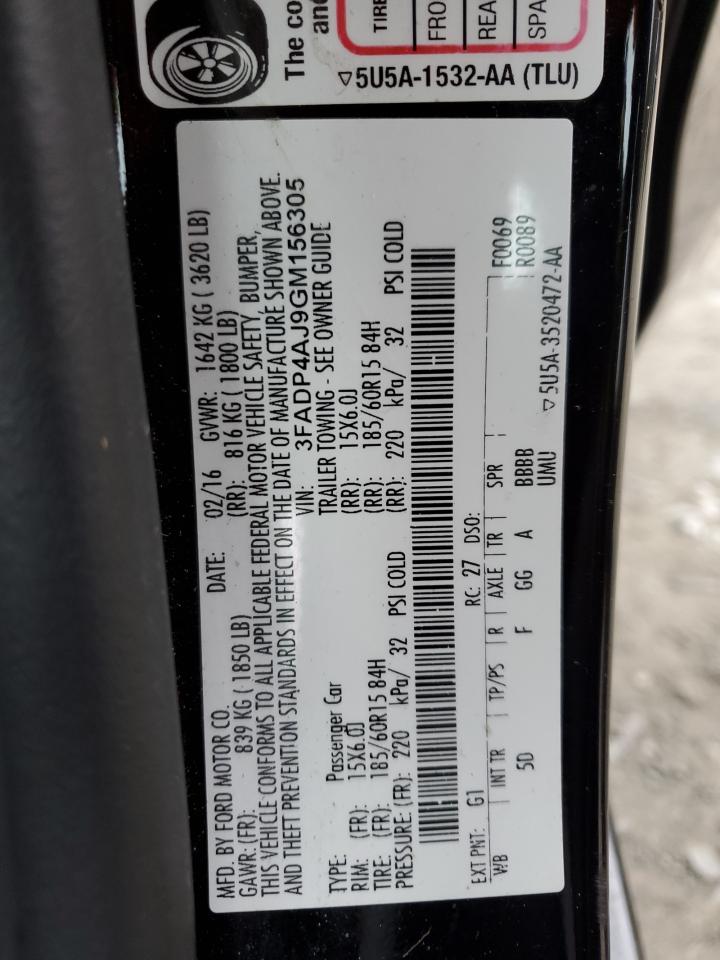 The co
and
TIRE
FRO
REA
SPA
▽5U5A-1532-AA (TLU)
MFD. BY FORD MOTOR CO. DATE: 02/16 GVWR: 1642 KG ( 3620 LB)
GAWR: (FR): 839 KG ( 1850 LB) (RR): 816 KG ( 1800 LB)
THIS VEHICLE CONFORMS TO ALL APPLICABLE FEDERAL MOTOR VEHICLE SAFETY, BUMPER,
AND THEFT PREVENTION STANDARDS IN EFFECT ON THE DATE OF MANUFACTURE SHOWN ABOVE.
VIN: 3FADP4AJ9GM156305
TYPE: Passenger Car TRAILER TOWING - SEE OWNER GUIDE
RIM: (FR): 15X6.0J (RR): 15X6.0J
TIRE: (FR): 185/60R15 84H (RR): 185/60R15 84H
PRESSURE: (FR): 220 kPa/ 32 PSI COLD (RR): 220 kPa/ 32 PSI COLD
EXT PNT: G1 RC: 27 DSO: F0069
WB INT TR TP/PS R AXLE TR SPR R0089
5D F GG A BBBB
UMU
▽5U5A-3520472-AA